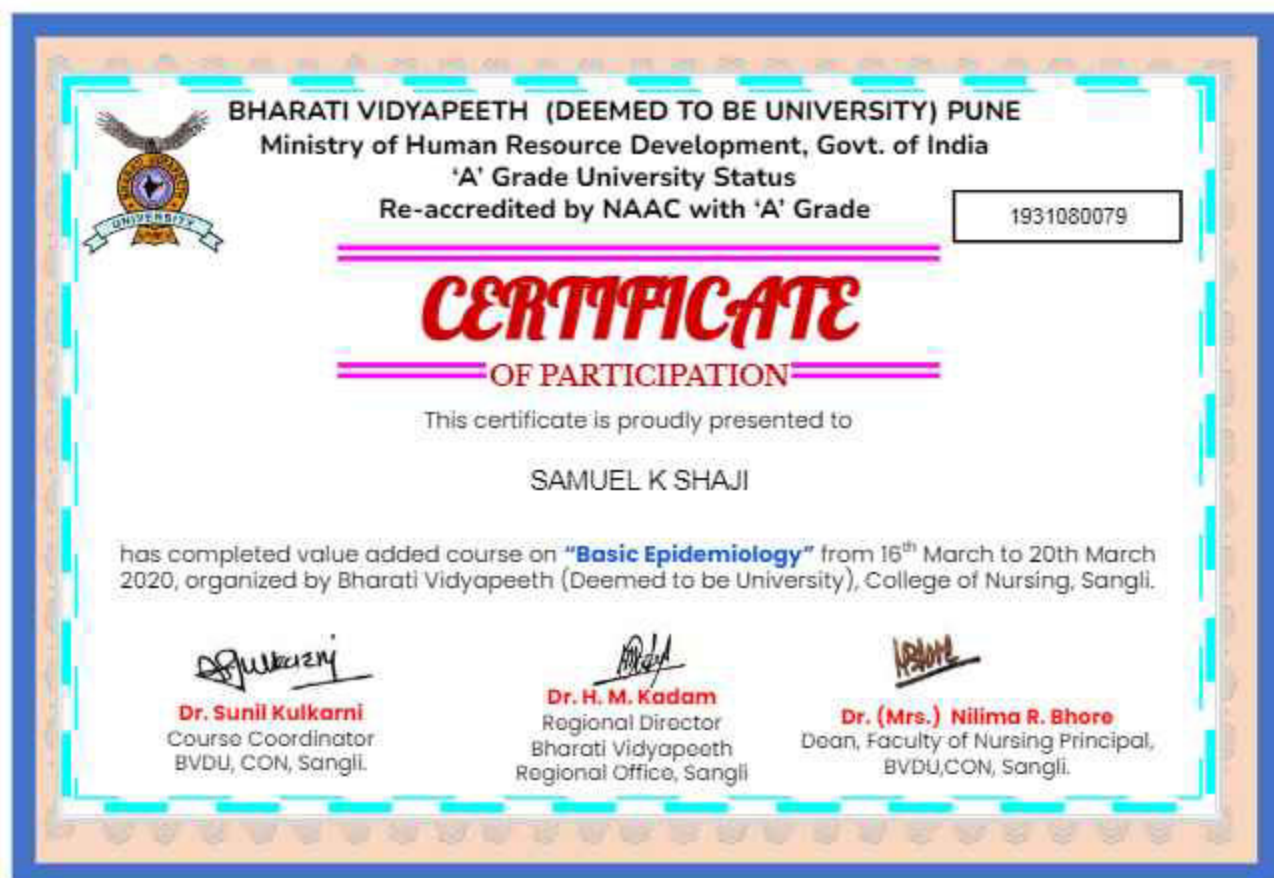 BHARATI VIDYAPEETH (DEEMED TO BE UNIVERSITY) PUNE
Ministry of Human Resource Development, Govt. of India
‘A’ Grade University Status
Re-accredited by NAAC with ‘A’ Grade
1931080079
BHARATI VIDYAPEETH
UNIVERSITY
CERTIFICATE
OF PARTICIPATION
This certificate is proudly presented to
SAMUEL K SHAJI
has completed value added course on “Basic Epidemiology” from 16th March to 20th March
2020, organized by Bharati Vidyapeeth (Deemed to be University), College of Nursing, Sangli.
Dr. Sunil Kulkarni
Course Coordinator
BVDU, CON, Sangli.
Dr. H. M. Kadam
Regional Director
Bharati Vidyapeeth
Regional Office, Sangli
Dr. (Mrs.) Nilima R. Bhore
Dean, Faculty of Nursing Principal,
BVDU,CON, Sangli.